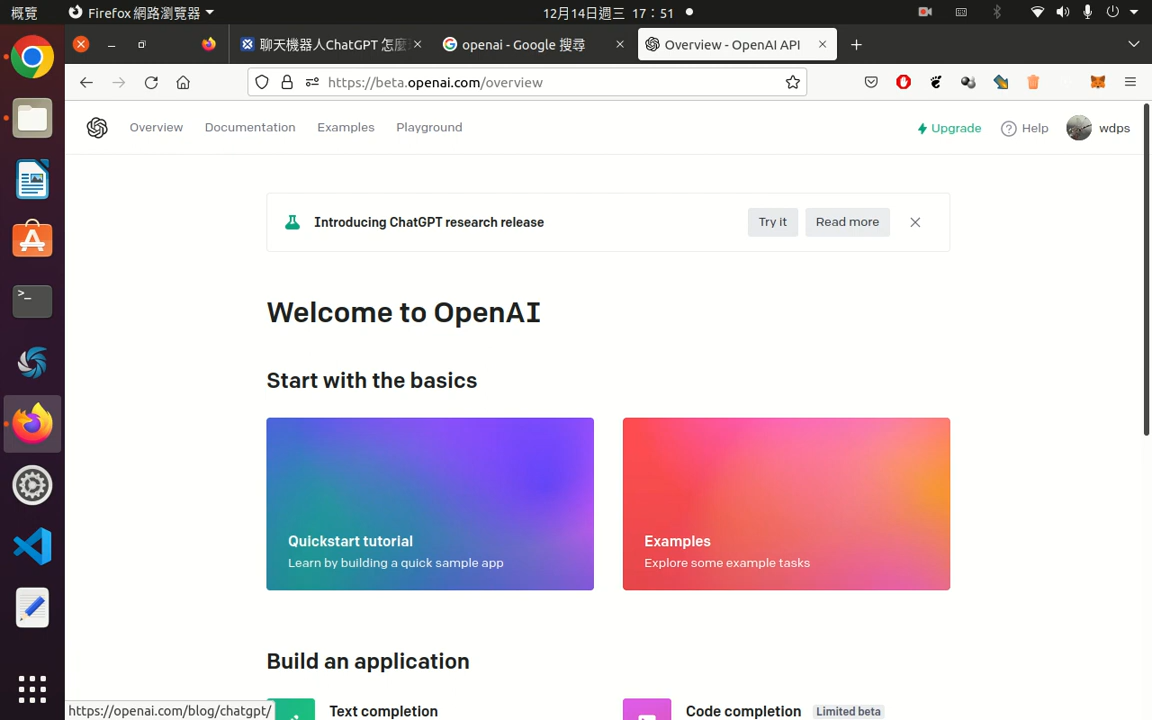 概覽
Firefox 網路瀏覽器
12月14日週三 17：51
聊天機器人ChatGPT 怎麼
openai - Google 搜尋
Overview - OpenAI API
https://beta.openai.com/overview
Overview
Documentation
Examples
Playground
Upgrade
Help
wdps
Introducing ChatGPT research release
Try it
Read more
Welcome to OpenAI
Start with the basics
Quickstart tutorial
Learn by building a quick sample app
Examples
Explore some example tasks
Build an application
Text completion
Code completion
Limited beta
https://openai.com/blog/chatgpt/